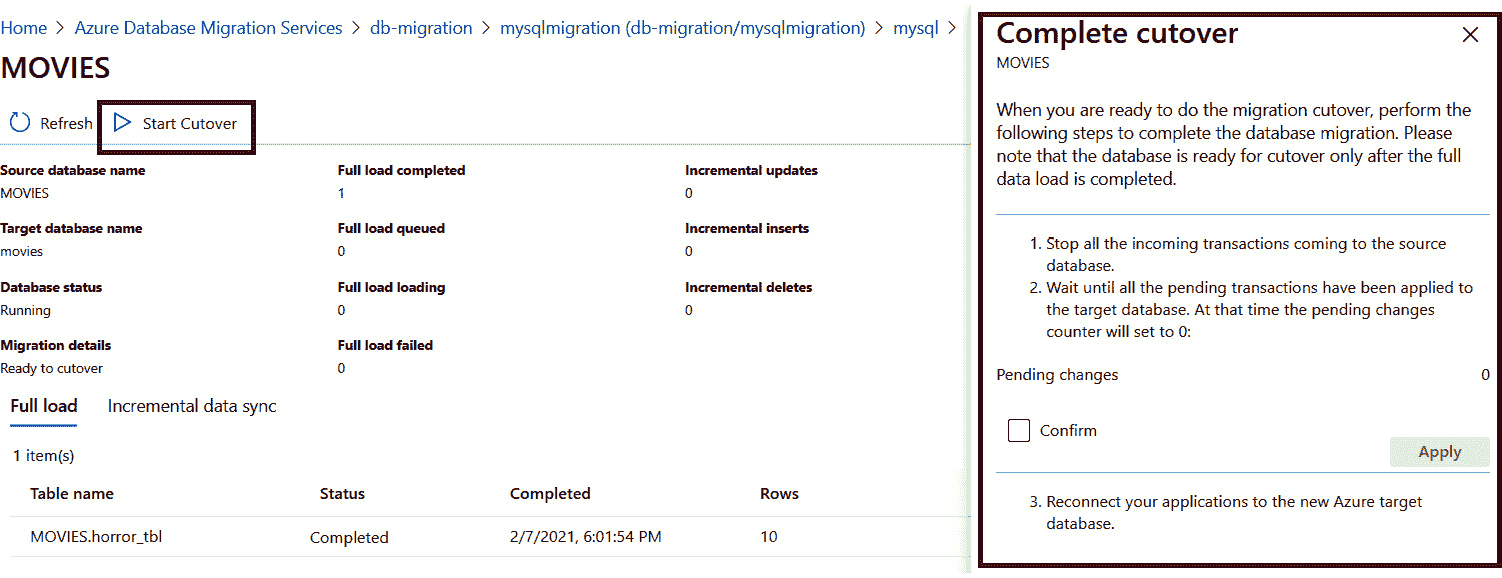 Home > Azure Database Migration Services > db-migration > mysqlmigration (db-migration/mysqlmigration) > mysql >
MOVIES
Refresh
Start Cutover
Source database name
MOVIES
Full load completed
1
Incremental updates
0
Target database name
movies
Full load queued
0
Incremental inserts
0
Database status
Running
Full load loading
0
Incremental deletes
0
Migration details
Ready to cutover
Full load failed
0
Full load
Incremental data sync
1 item(s)
Table name Status Completed Rows
MOVIES.horror_tbl Completed 2/7/2021, 6:01:54 PM 10
Complete cutover
MOVIES
When you are ready to do the migration cutover, perform the
following steps to complete the database migration. Please
note that the database is ready for cutover only after the full
data load is completed.
1. Stop all the incoming transactions coming to the source
database.
2. Wait until all the pending transactions have been applied to
the target database. At that time the pending changes
counter will set to 0:
Pending changes 0
Confirm
Apply
3. Reconnect your applications to the new Azure target
database.